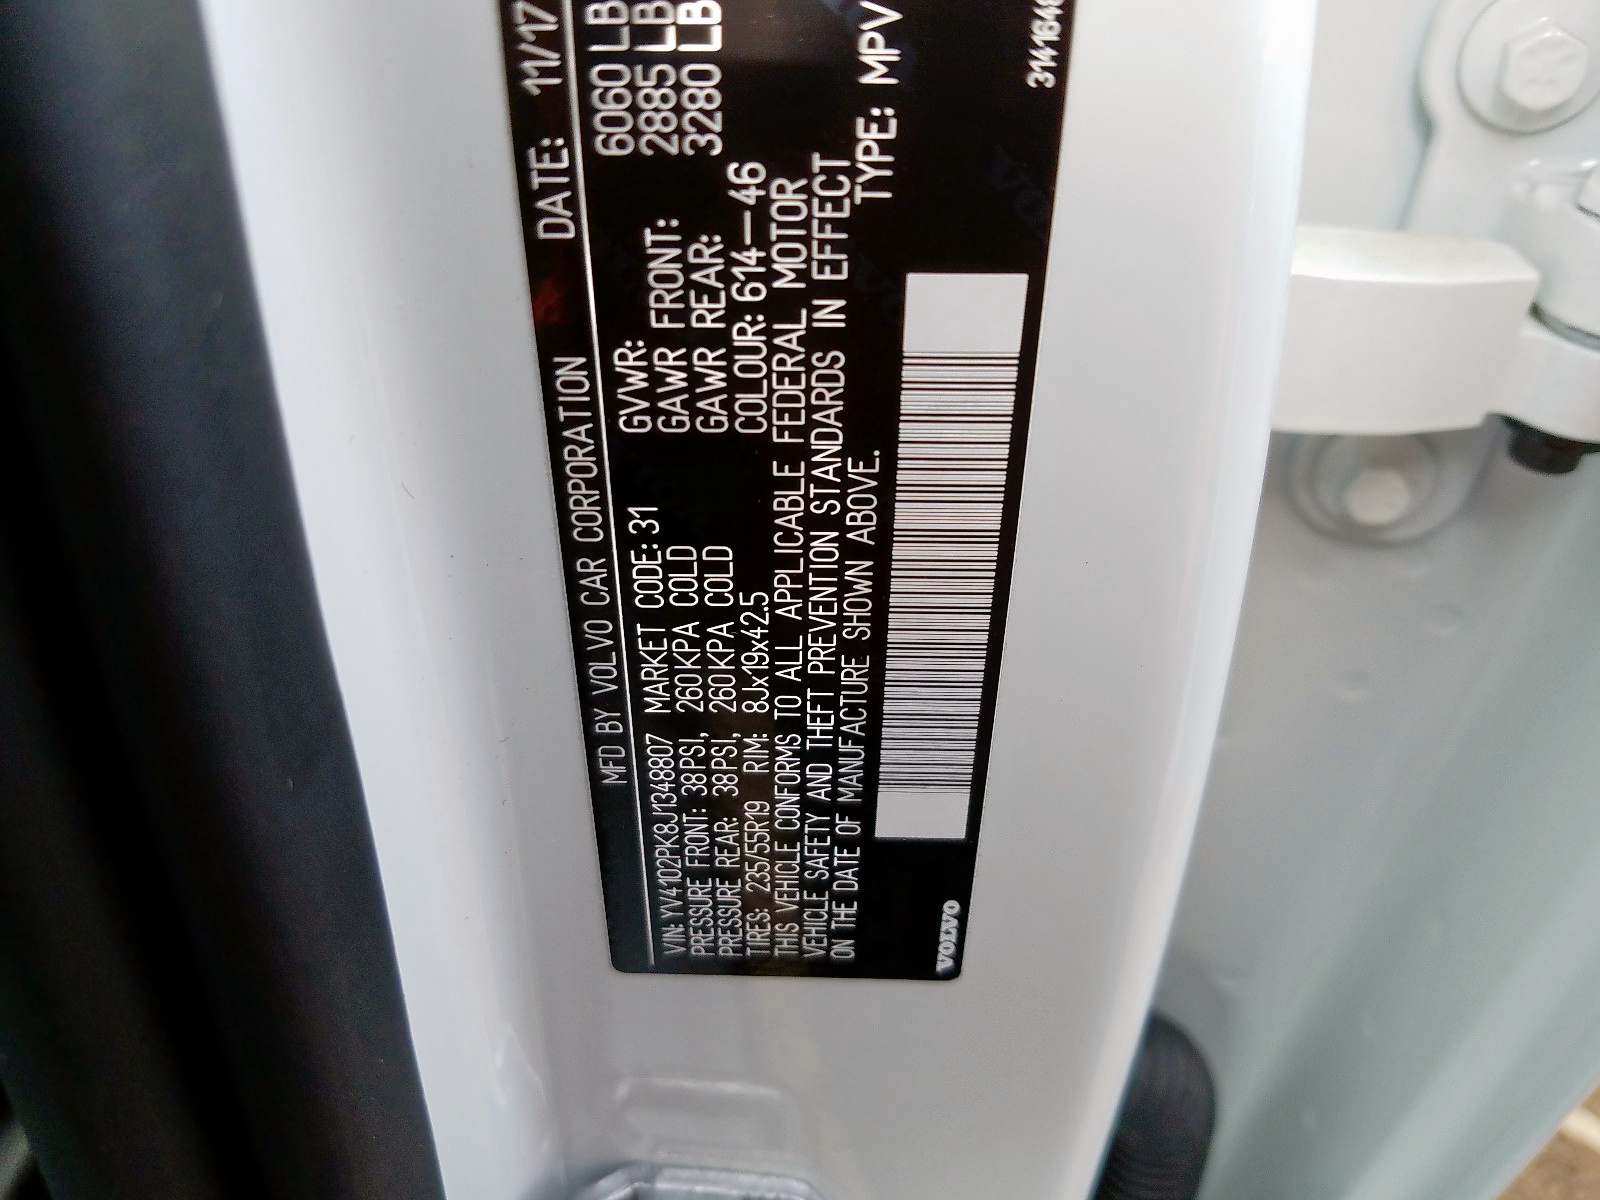 MFD BY VOLVO CAR CORPORATION DATE: 11/17
VIN: YV4102PK8J1348807 MARKET CODE: 31 GVWR: 6060 LB
PRESSURE FRONT: 38PSI, 260KPA COLD GAWR FRONT: 2885 LB
PRESSURE REAR: 38PSI, 260KPA COLD GAWR REAR: 3280 LB
TIRES: 235/55R19 RIM: 8Jx19x42.5 COLOUR: 614-46
THIS VEHICLE CONFORMS TO ALL APPLICABLE FEDERAL MOTOR
VEHICLE SAFETY AND THEFT PREVENTION STANDARDS IN EFFECT
ON THE DATE OF MANUFACTURE SHOWN ABOVE. TYPE: MPV
VOLVO